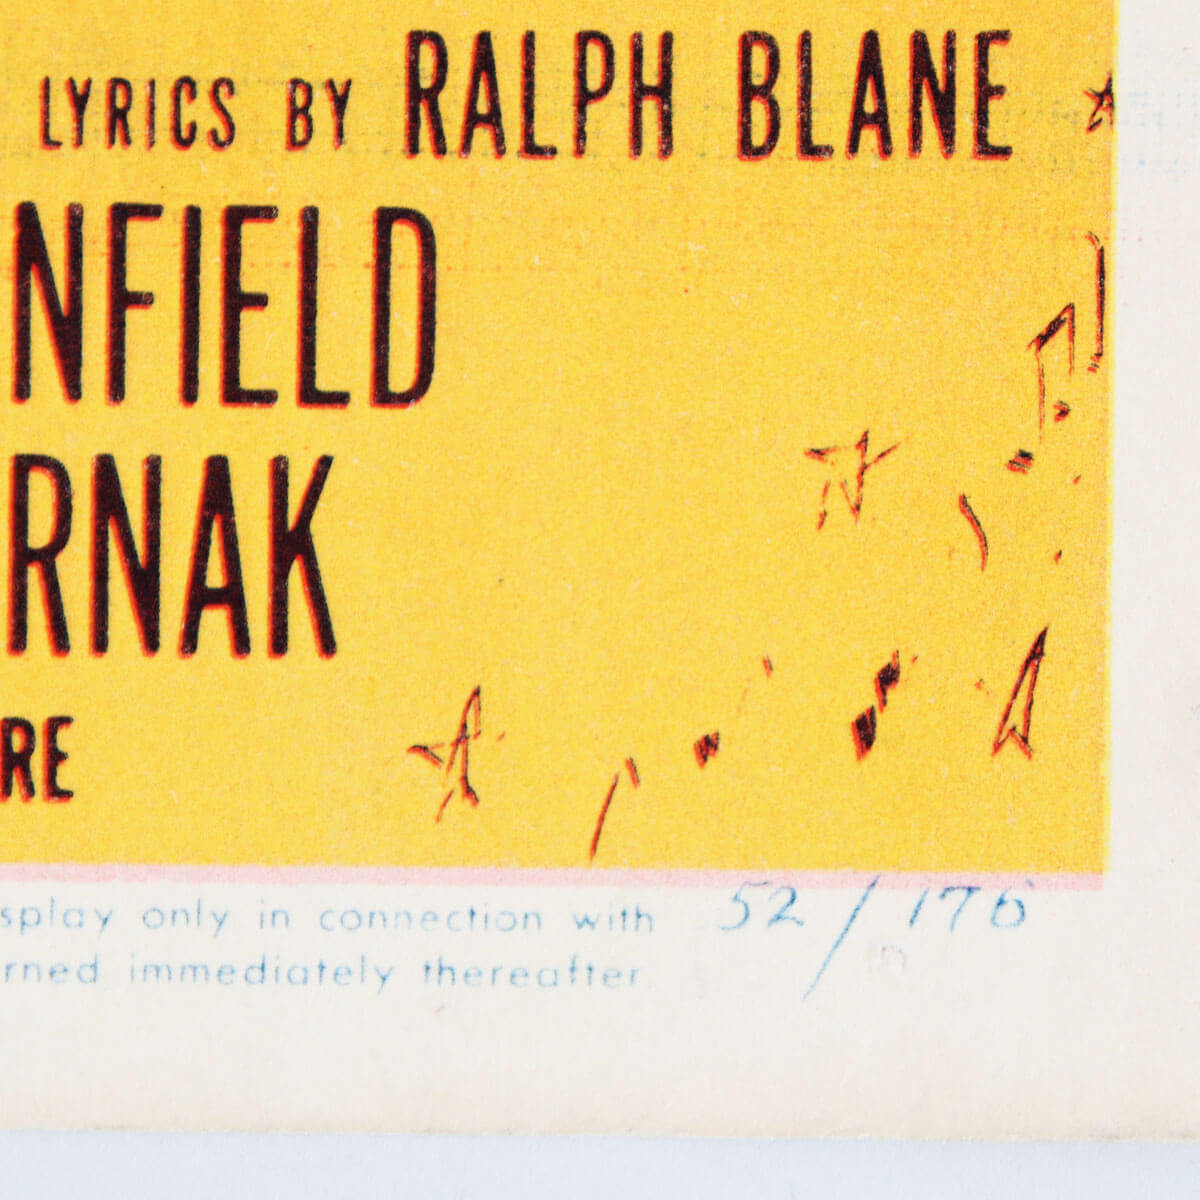 LYRICS BY RALPH BLANE
NFIELD
RNAK
RE
splay only in connection with 52/176
rned immediately thereafter